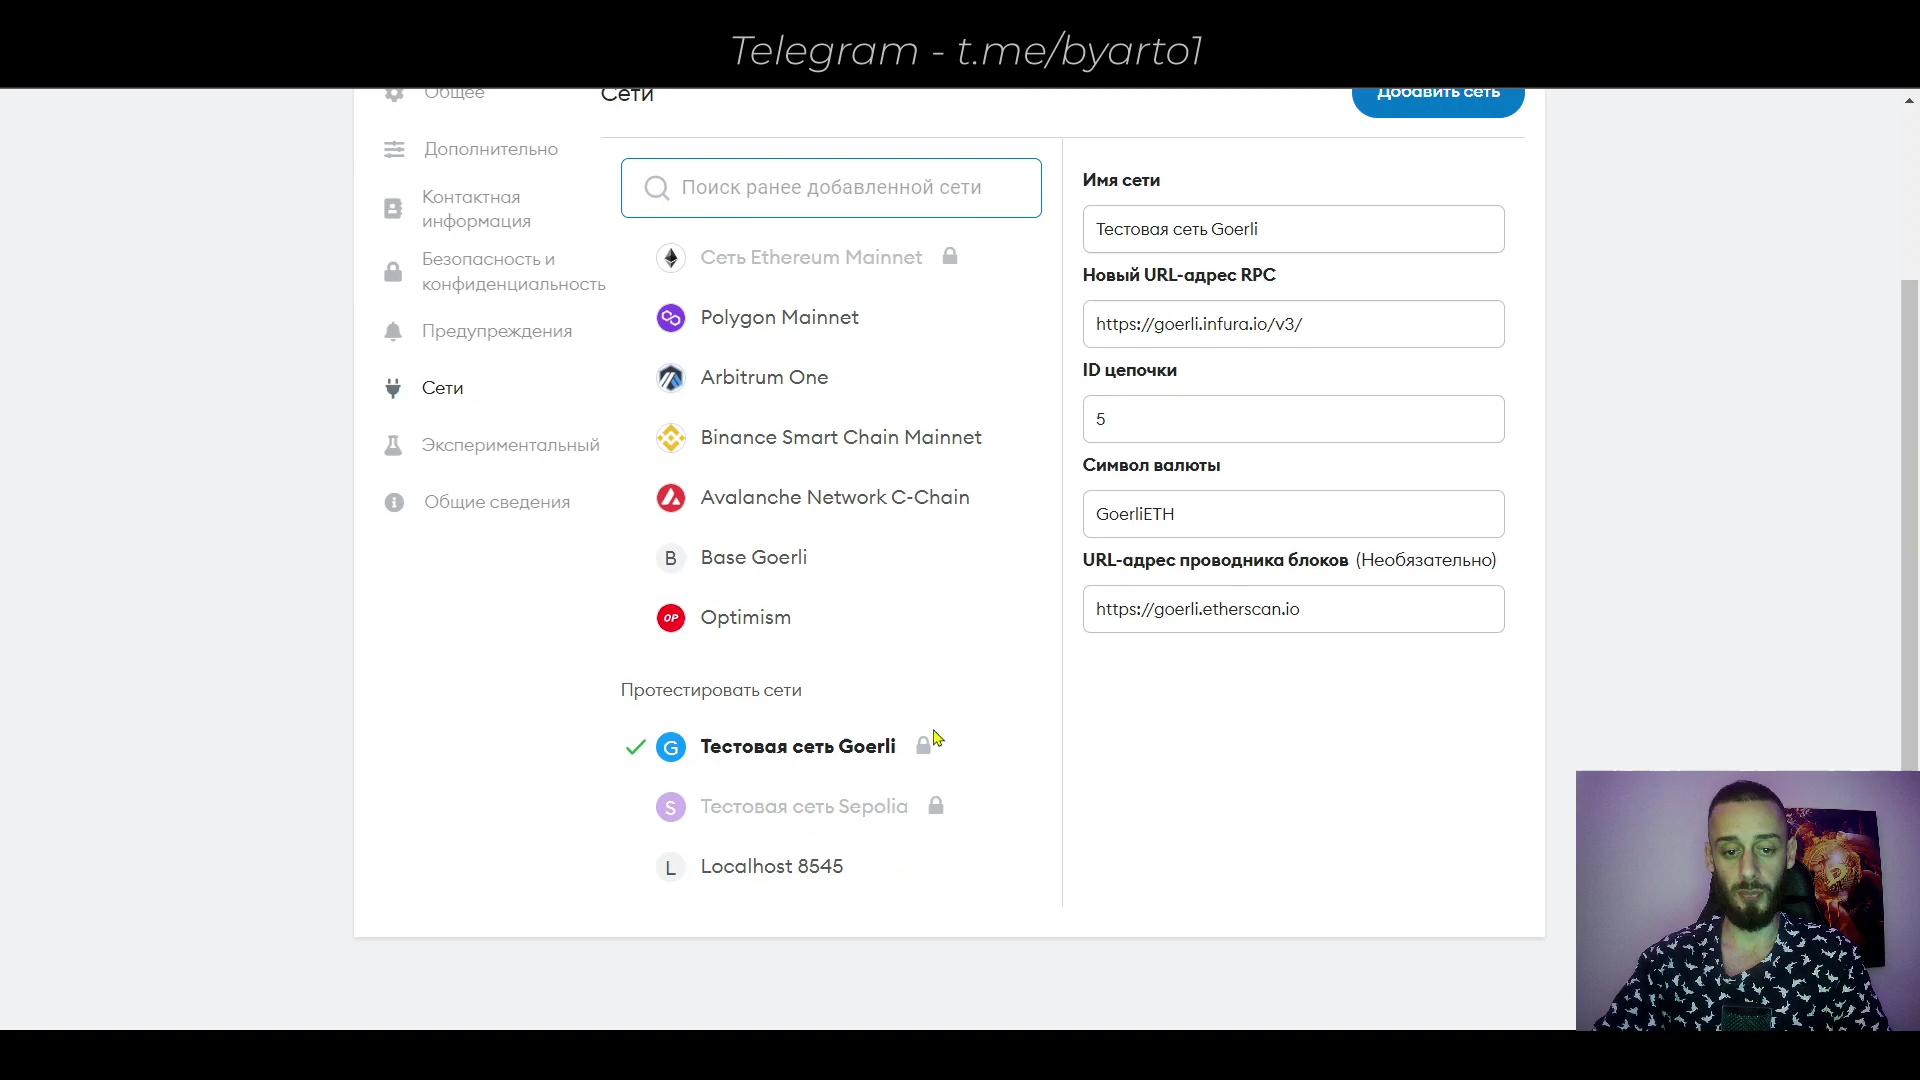 Telegram - t.me/byarto1
Общее
Дополнительно
Контактная
информация
Безопасность и
конфиденциальность
Предупреждения
Сети
Экспериментальный
Общие сведения
Сети
Добавить сеть
Поиск ранее добавленной сети
Сеть Ethereum Mainnet
Polygon Mainnet
Arbitrum One
Binance Smart Chain Mainnet
Avalanche Network C-Chain
B Base Goerli
OP Optimism
Протестировать сети
G Тестовая сеть Goerli
S Тестовая сеть Sepolia
L Localhost 8545
Имя сети
Тестовая сеть Goerli
Новый URL-адрес RPC
https://goerli.infura.io/v3/
ID цепочки
5
Символ валюты
GoerliETH
URL-адрес проводника блоков (Необязательно)
https://goerli.etherscan.io